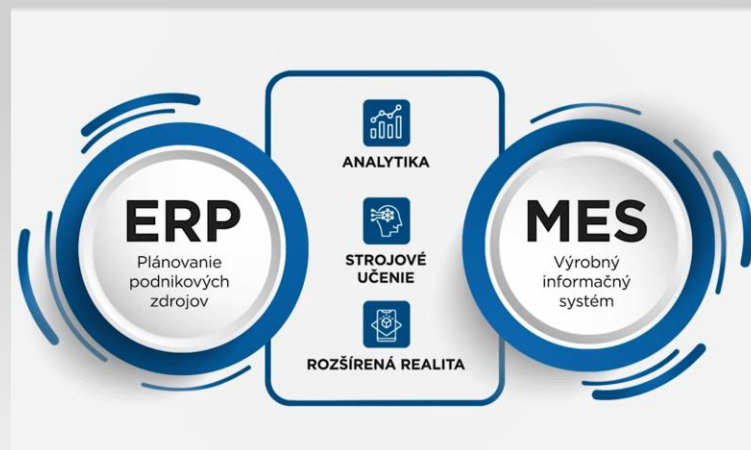 ERP
Plánovanie
podnikových
zdrojov
ANALYTIKA
STROJOVÉ
UČENIE
ROZŠÍRENÁ REALITA
MES
Výrobný
informačný
systém